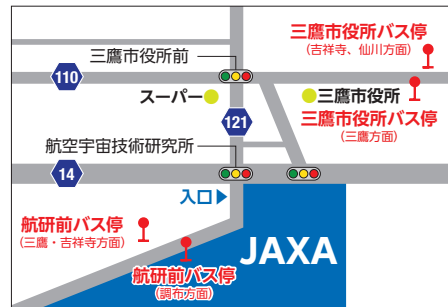 三鷹市役所バス停
(吉祥寺、仙川方面)
三鷹市役所前
110
スーパー
三鷹市役所
三鷹市役所バス停
(三鷹方面)
121
航空宇宙技術研究所
14
入口
航研前バス停
(三鷹・吉祥寺方面)
JAXA
航研前バス停
(調布方面)